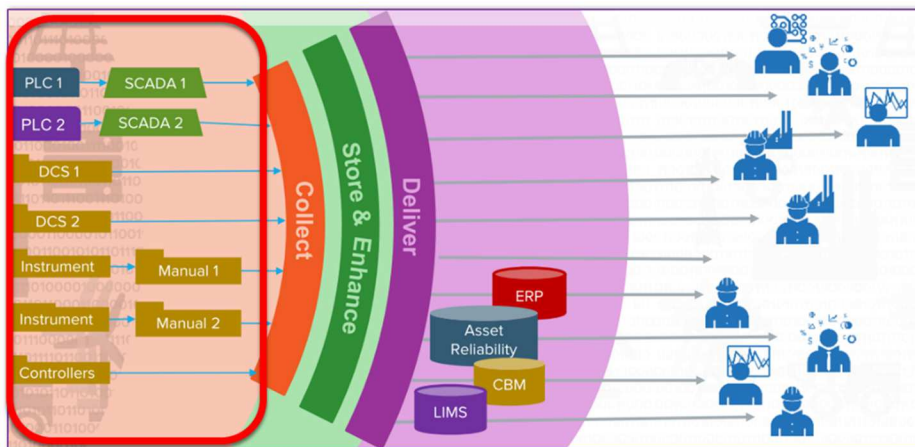 PLC 1
SCADA 1
PLC 2
SCADA 2
DCS 1
DCS 2
Instrument
Manual 1
Instrument
Manual 2
Controllers
Collect
Store & Enhance
Deliver
ERP
Asset
Reliability
CBM
LIMS